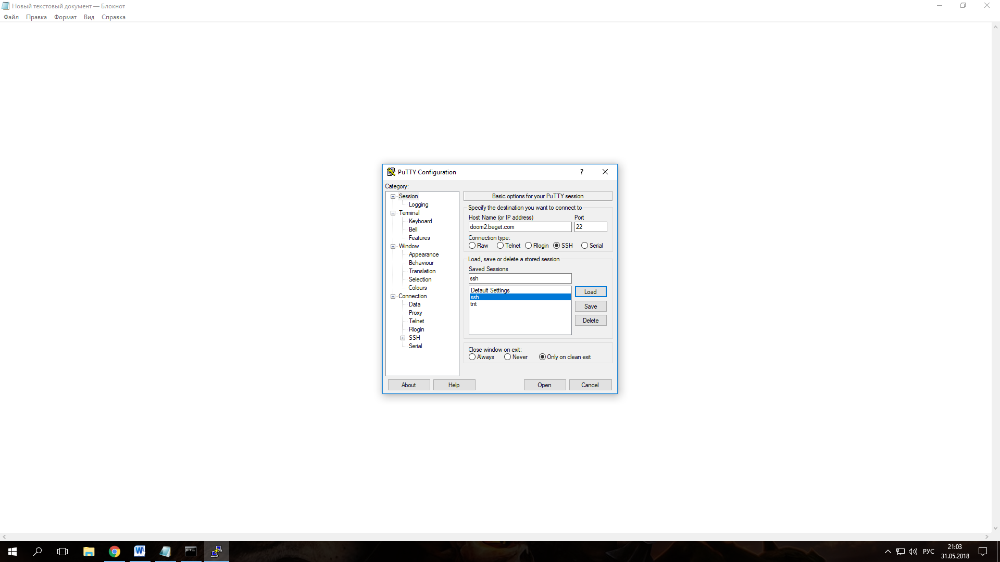 Новый текстовый документ — Блокнот
Файл Правка Формат Вид Справка
PuTTY Configuration ?
Category:
Session
Logging
Terminal
Keyboard
Bell
Features
Window
Appearance
Behaviour
Translation
Selection
Colours
Connection
Data
Proxy
Telnet
Rlogin
SSH
Serial
Basic options for your PuTTY session
Specify the destination you want to connect to
Host Name (or IP address) Port
doom2.beget.com 22
Connection type:
Raw Telnet Rlogin SSH Serial
Load, save or delete a stored session
Saved Sessions
ssh
Default Settings
ssh
tnt
Load
Save
Delete
Close window on exit:
Always Never Only on clean exit
About Help Open Cancel
РУС
21:03
31.05.2018